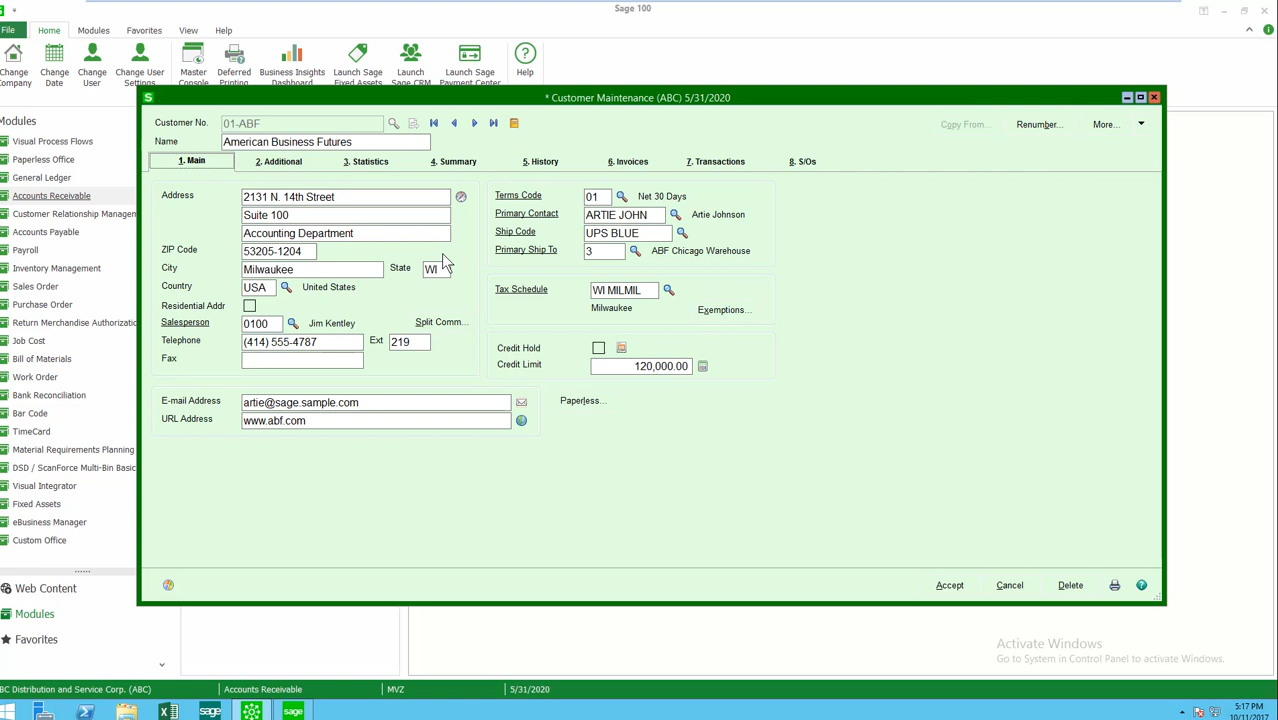 Sage 100
File Home Modules Favorites View Help
Change Company
Change Date
Change User
Change User Settings
Master Console
Deferred Printing
Business Insights Dashboard
Launch Sage Fixed Assets
Launch Sage CRM
Launch Sage Payment Center
Help
Modules
Visual Process Flows
Paperless Office
General Ledger
Accounts Receivable
Customer Relationship Managen
Accounts Payable
Payroll
Inventory Management
Sales Order
Purchase Order
Return Merchandise Authorizatio
Job Cost
Bill of Materials
Work Order
Bank Reconciliation
Bar Code
TimeCard
Material Requirements Planning
DSD / ScanForce Multi-Bin Basic
Visual Integrator
Fixed Assets
eBusiness Manager
Custom Office
Web Content
Modules
Favorites
S * Customer Maintenance (ABC) 5/31/2020
Customer No. 01-ABF Copy From... Renumber... More...
Name American Business Futures
1. Main 2. Additional 3. Statistics 4. Summary 5. History 6. Invoices 7. Transactions 8. S/Os
Address 2131 N. 14th Street
Suite 100
Accounting Department
ZIP Code 53205-1204
City Milwaukee State WI
Country USA United States
Residential Addr
Salesperson 0100 Jim Kentley Split Comm...
Telephone (414) 555-4787 Ext 219
Fax
Terms Code 01 Net 30 Days
Primary Contact ARTIE JOHN Artie Johnson
Ship Code UPS BLUE
Primary Ship To 3 ABF Chicago Warehouse
Tax Schedule WI MILMIL
Milwaukee Exemptions...
Credit Hold
Credit Limit 120,000.00
E-mail Address artie@sage.sample.com Paperless...
URL Address www.abf.com
Accept Cancel Delete
Activate Windows
Go to System in Control Panel to activate Windows.
BC Distribution and Service Corp. (ABC) Accounts Receivable MVZ 5/31/2020
sage sage
5:17 PM
10/11/2017